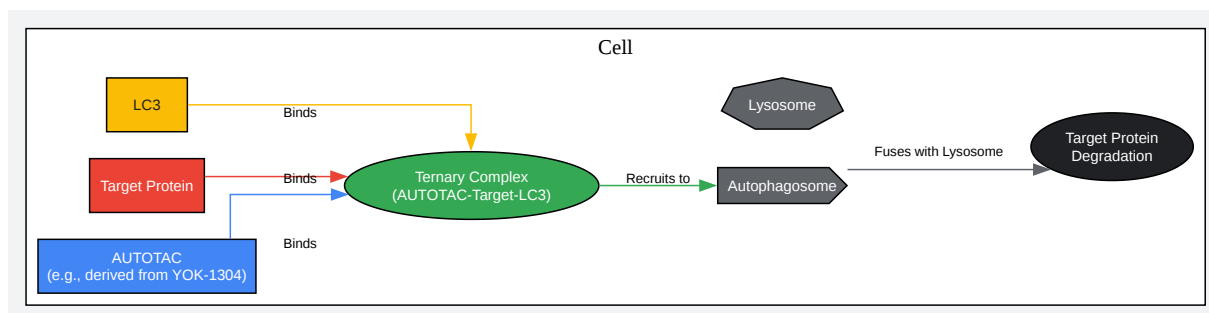 Cell
LC3
Binds
Target Protein
Binds
AUTOTAC
(e.g., derived from YOK-1304)
Binds
Ternary Complex
(AUTOTAC-Target-LC3)
Recruits to
Lysosome
Autophagosome
Fuses with Lysosome
Target Protein
Degradation